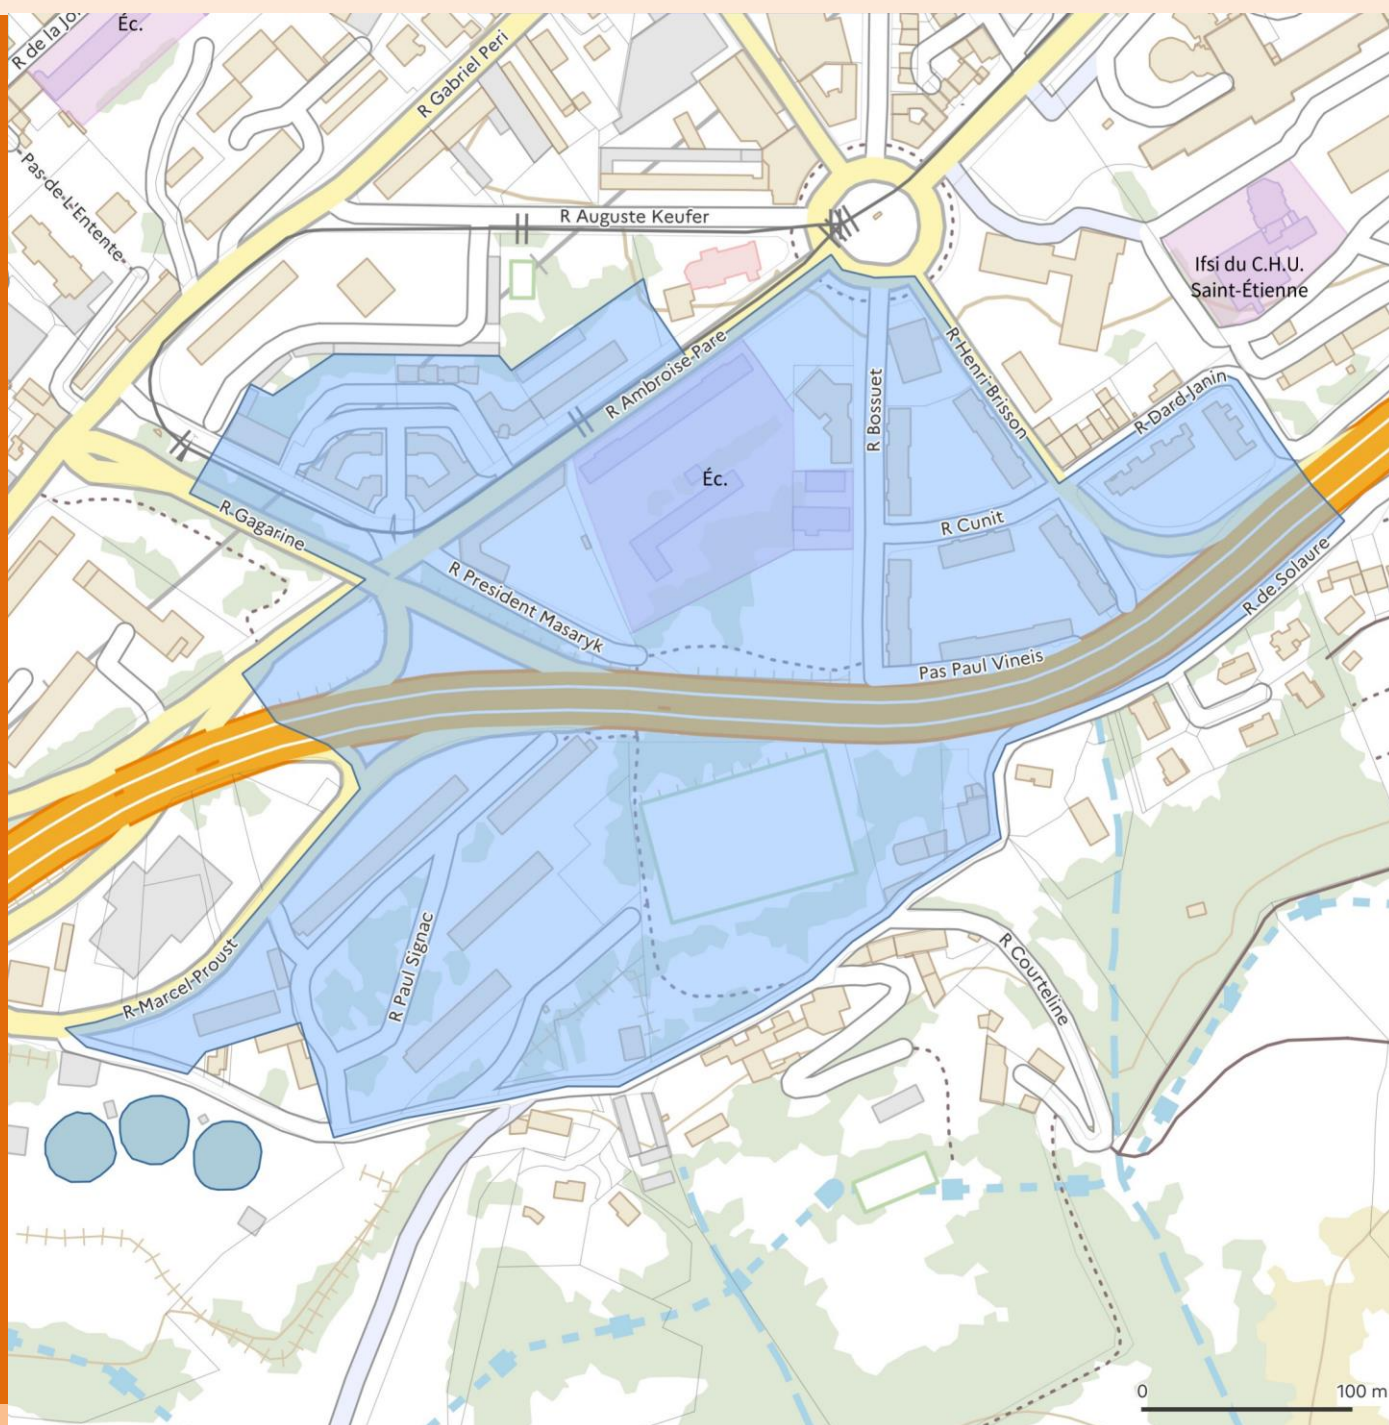 Éc.
R de la Jo
R Gabriel Peri
Pas de L'Entente
R Auguste Keufer
Ifsi du C.H.U.
Saint-Étienne
R Henri Brisson
R Ambroise Pare
R Bossuet
R Dard Janin
Éc.
R Gagarine
R Cunit
R President Masaryk
R de Solaure
Pas Paul Vineis
R Paul Signac
R Marcel Proust
R Courteline
0 100 m